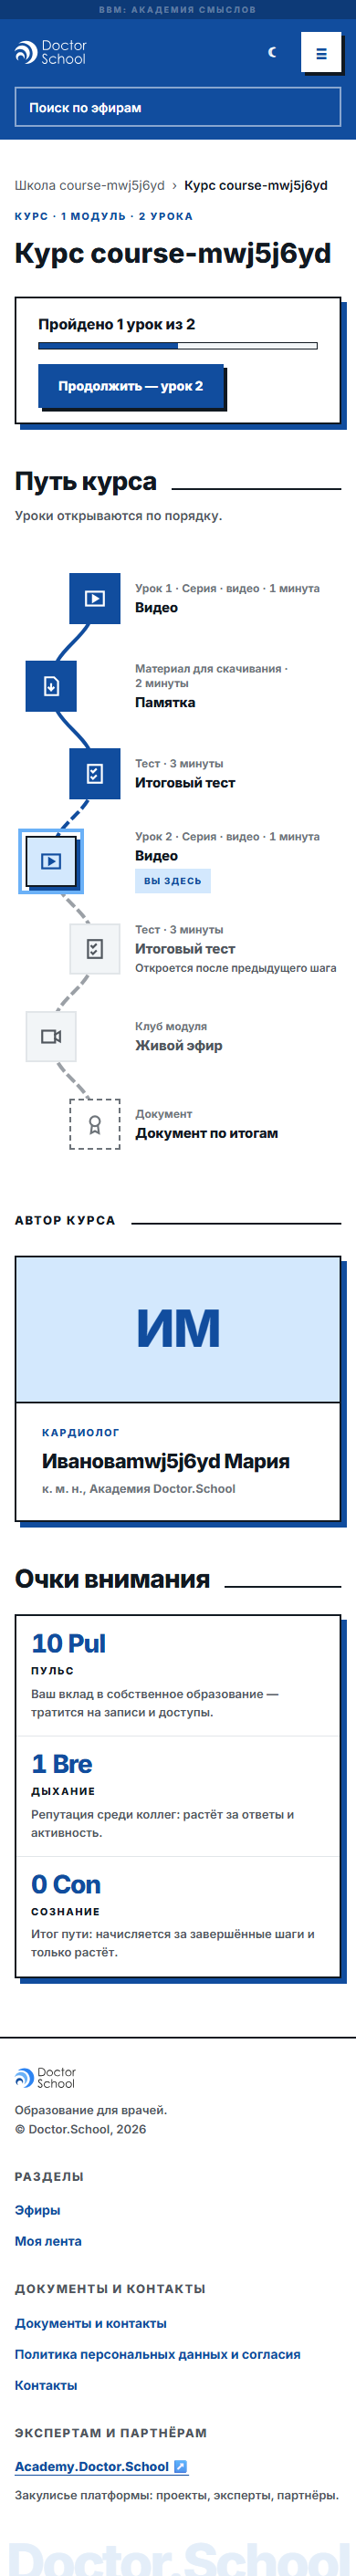 ВВМ: АКАДЕМИЯ СМЫСЛОВ
Doctor
School
Поиск по эфирам
Школа course-mwj5j6yd › Курс course-mwj5j6yd
КУРС · 1 МОДУЛЬ · 2 УРОКА
Курс course-mwj5j6yd
Пройдено 1 урок из 2
Продолжить — урок 2
Путь курса
Уроки открываются по порядку.
Урок 1 · Серия · видео · 1 минута
Видео
Материал для скачивания ·
2 минуты
Памятка
Тест · 3 минуты
Итоговый тест
Урок 2 · Серия · видео · 1 минута
Видео
ВЫ ЗДЕСЬ
Тест · 3 минуты
Итоговый тест
Откроется после предыдущего шага
Клуб модуля
Живой эфир
Документ
Документ по итогам
АВТОР КУРСА
ИМ
КАРДИОЛОГ
Ивановаmwj5j6yd Мария
к. м. н., Академия Doctor.School
Очки внимания
10 Pul
ПУЛЬС
Ваш вклад в собственное образование —
тратится на записи и доступы.
1 Bre
ДЫХАНИЕ
Репутация среди коллег: растёт за ответы и
активность.
0 Con
СОЗНАНИЕ
Итог пути: начисляется за завершённые шаги и
только растёт.
Doctor
School
Образование для врачей.
© Doctor.School, 2026
РАЗДЕЛЫ
Эфиры
Моя лента
ДОКУМЕНТЫ И КОНТАКТЫ
Документы и контакты
Политика персональных данных и согласия
Контакты
ЭКСПЕРТАМ И ПАРТНЁРАМ
Academy.Doctor.School
Закулисье платформы: проекты, эксперты, партнёры.
Doctor.School